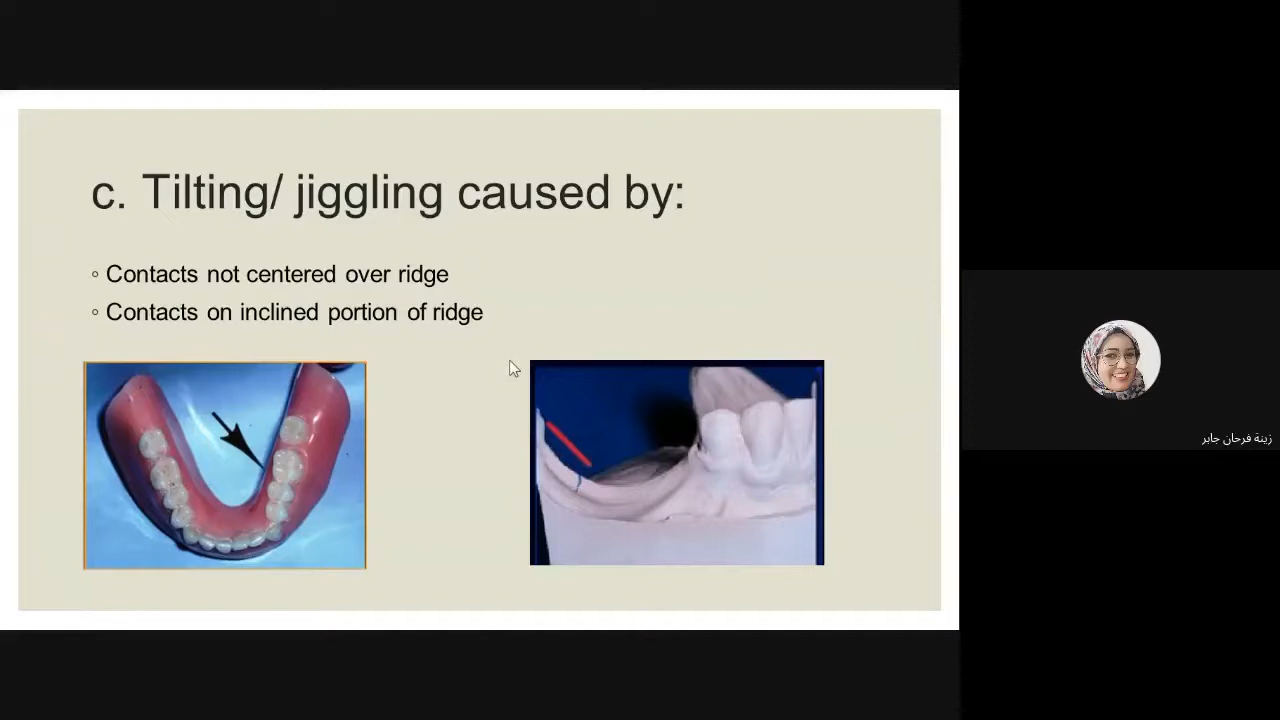 c. Tilting/ jiggling caused by:
◦ Contacts not centered over ridge
◦ Contacts on inclined portion of ridge
زينة فرحان جابر